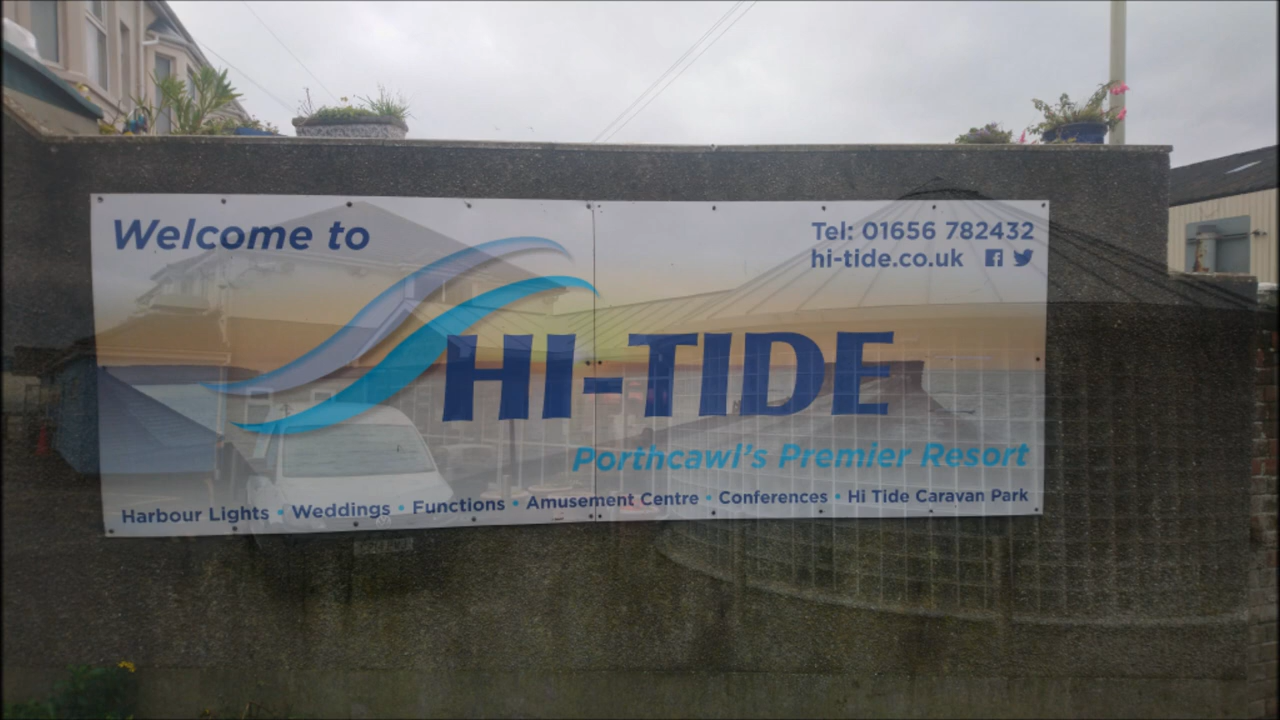 Welcome to
Tel: 01656 782432
hi-tide.co.uk
HI-TIDE
Porthcawl's Premier Resort
Harbour Lights • Weddings • Functions • Amusement Centre • Conferences • Hi Tide Caravan Park